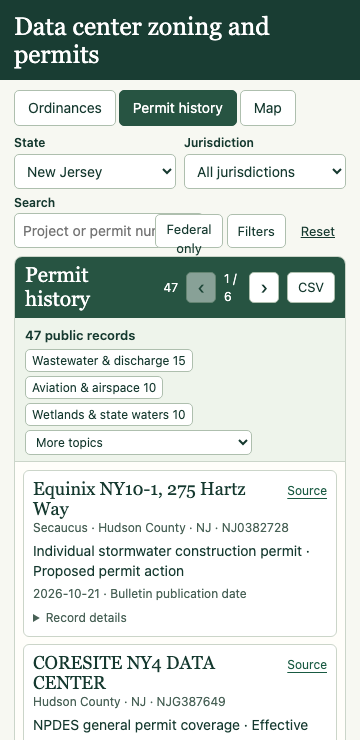 Data center zoning and
permits
Ordinances
Permit history
Map
State
Jurisdiction
New Jersey
All jurisdictions
Search
Project or permit nur
Federal
only
Filters
Reset
Permit
history
47
‹
1 /
6
›
CSV
47 public records
Wastewater & discharge 15
Aviation & airspace 10
Wetlands & state waters 10
More topics
Equinix NY10-1, 275 Hartz
Way
Source
Secaucus · Hudson County · NJ · NJ0382728
Individual stormwater construction permit ·
Proposed permit action
2026-10-21 · Bulletin publication date
Record details
CORESITE NY4 DATA
CENTER
Source
Hudson County · NJ · NJG387649
NPDES general permit coverage · Effective